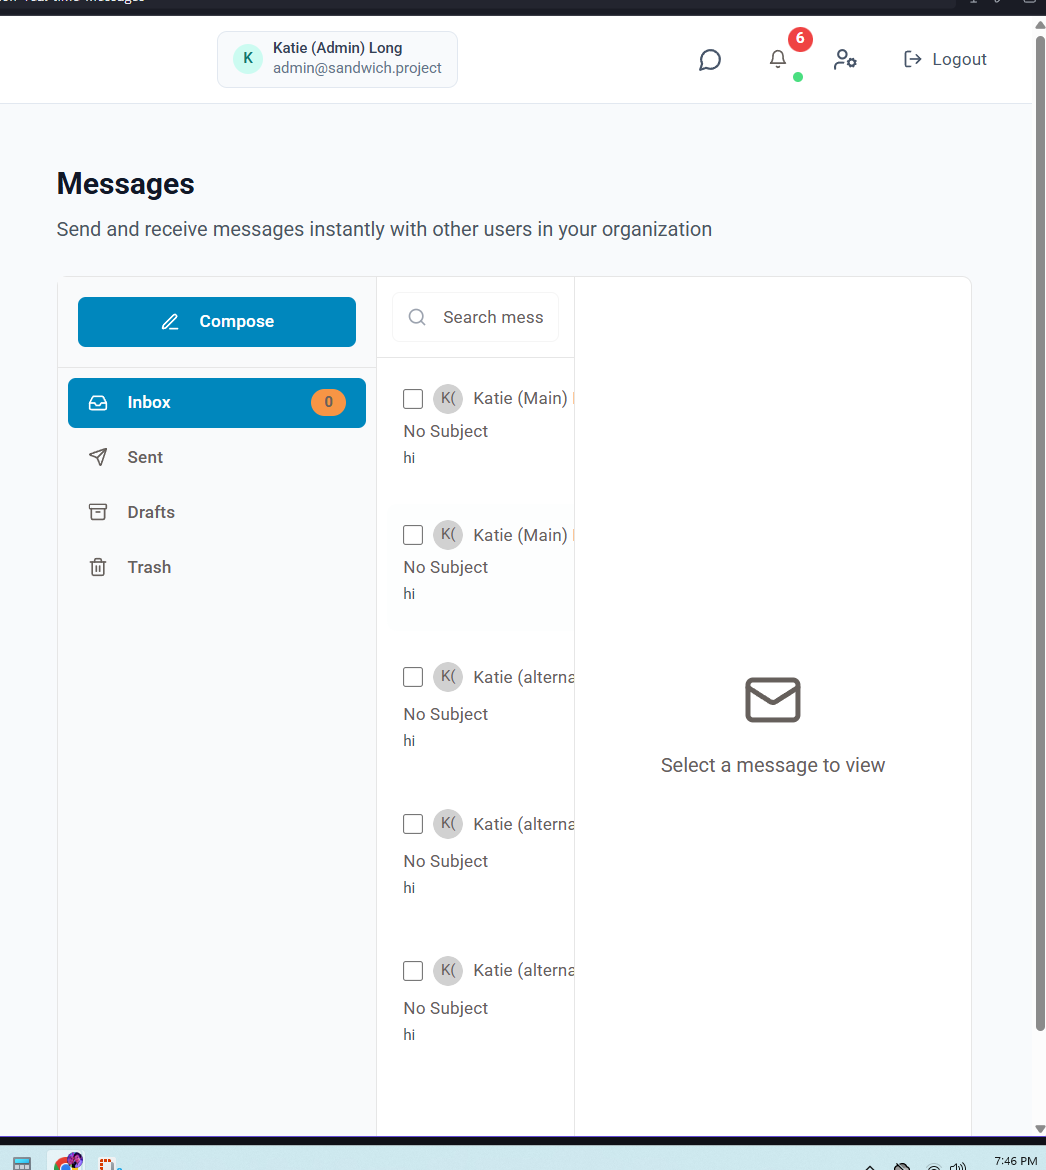 K
Katie (Admin) Long
admin@sandwich.project
6
Logout
Messages
Send and receive messages instantly with other users in your organization
Compose
Search mess
Inbox
0
Sent
Drafts
Trash
K(
Katie (Main)
No Subject
hi
K(
Katie (Main)
No Subject
hi
K(
Katie (alterna
No Subject
hi
K(
Katie (alterna
No Subject
hi
K(
Katie (alterna
No Subject
hi
Select a message to view
7:46 PM